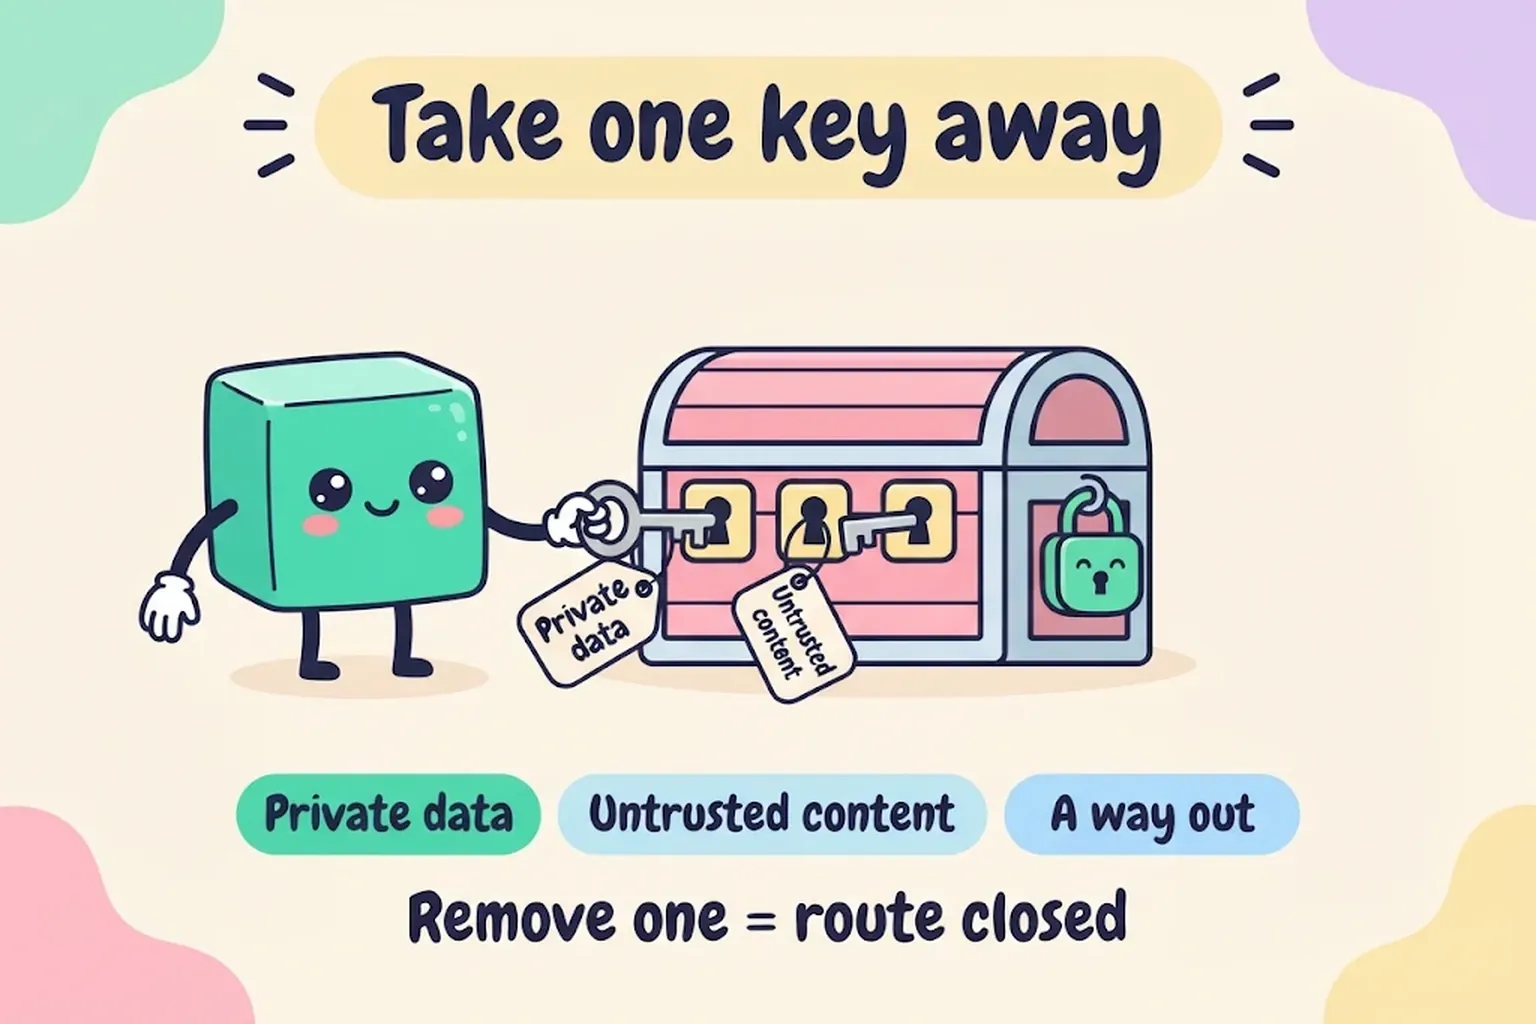 Take one key away
Private
data
Untrusted
content
Private data
Untrusted content
A way out
Remove one = route closed